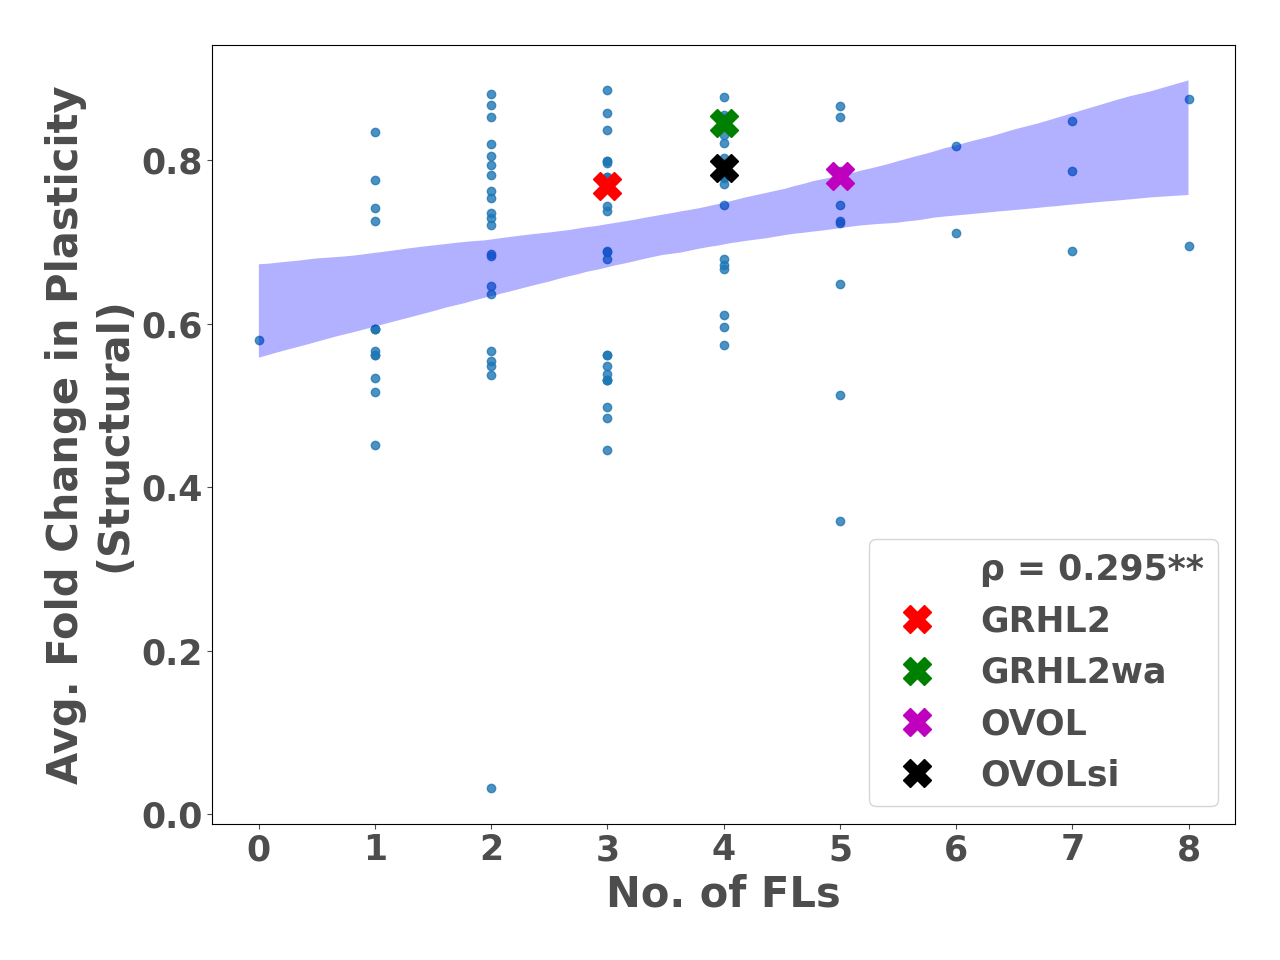 Avg. Fold Change in Plasticity
(Structural)
0.8
0.6
0.4
0.2
0.0
0 1 2 3 4 5 6 7 8
No. of FLs
ρ = 0.295**
GRHL2
GRHL2wa
OVOL
OVOLsi